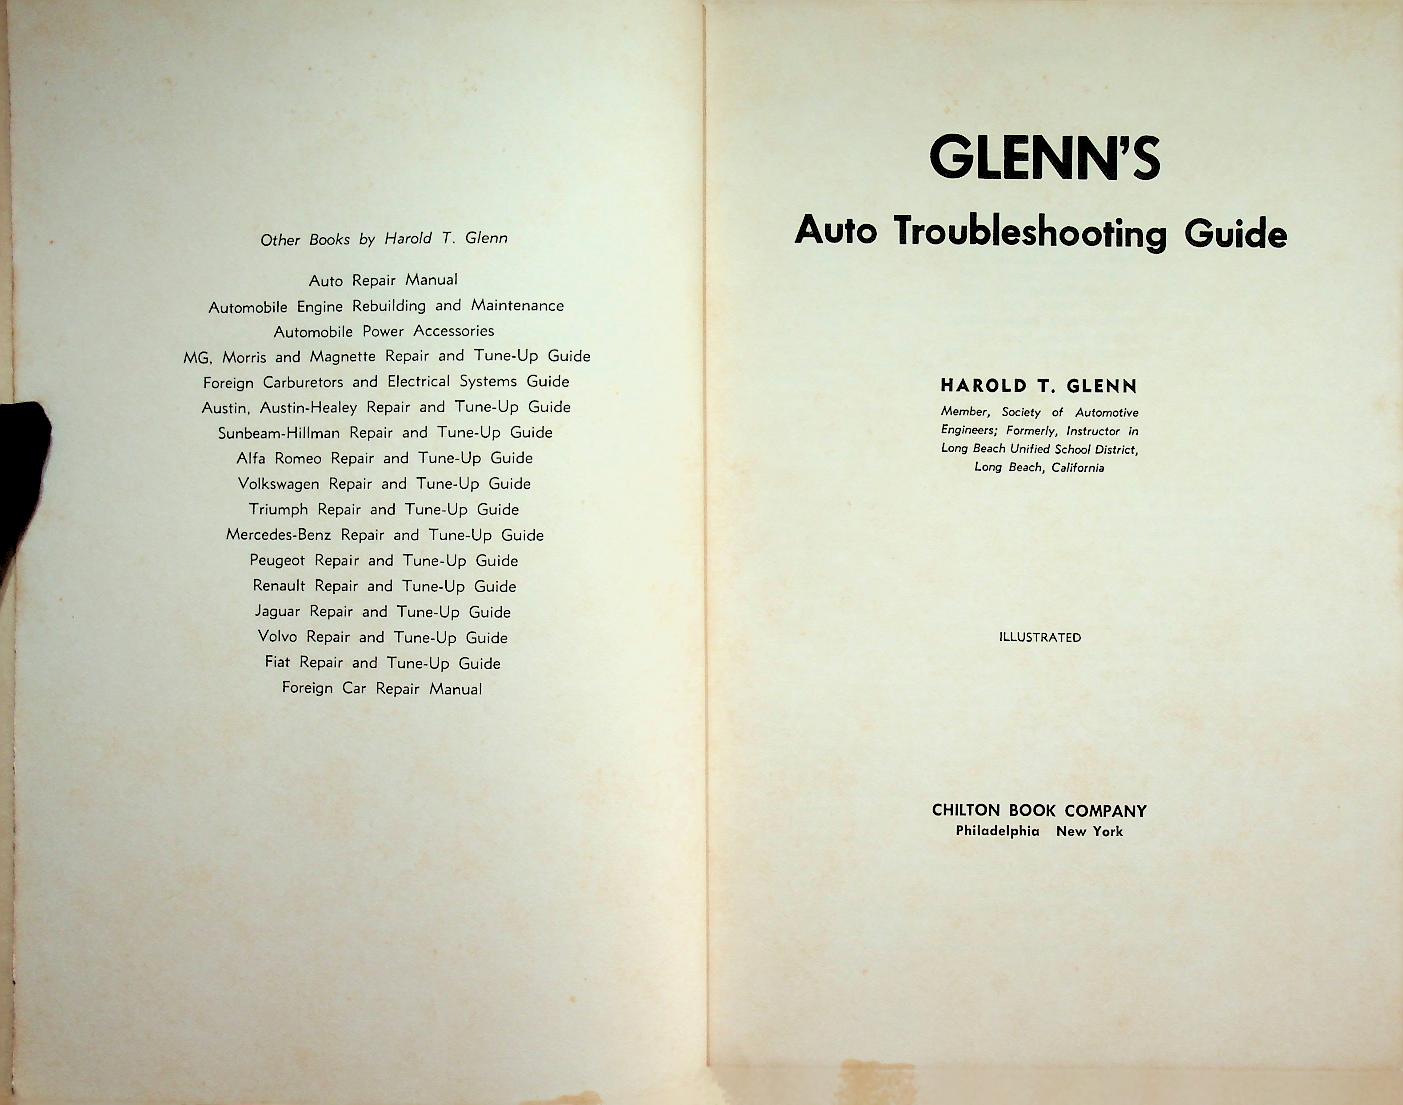 Other Books by Harold T. Glenn
Auto Repair Manual
Automobile Engine Rebuilding and Maintenance
Automobile Power Accessories
MG, Morris and Magnette Repair and Tune-Up Guide
Foreign Carburetors and Electrical Systems Guide
Austin, Austin-Healey Repair and Tune-Up Guide
Sunbeam-Hillman Repair and Tune-Up Guide
Alfa Romeo Repair and Tune-Up Guide
Volkswagen Repair and Tune-Up Guide
Triumph Repair and Tune-Up Guide
Mercedes-Benz Repair and Tune-Up Guide
Peugeot Repair and Tune-Up Guide
Renault Repair and Tune-Up Guide
Jaguar Repair and Tune-Up Guide
Volvo Repair and Tune-Up Guide
Fiat Repair and Tune-Up Guide
Foreign Car Repair Manual
GLENN'S
Auto Troubleshooting Guide
HAROLD T. GLENN
Member, Society of Automotive
Engineers; Formerly, Instructor in
Long Beach Unified School District,
Long Beach, California
ILLUSTRATED
CHILTON BOOK COMPANY
Philadelphia New York